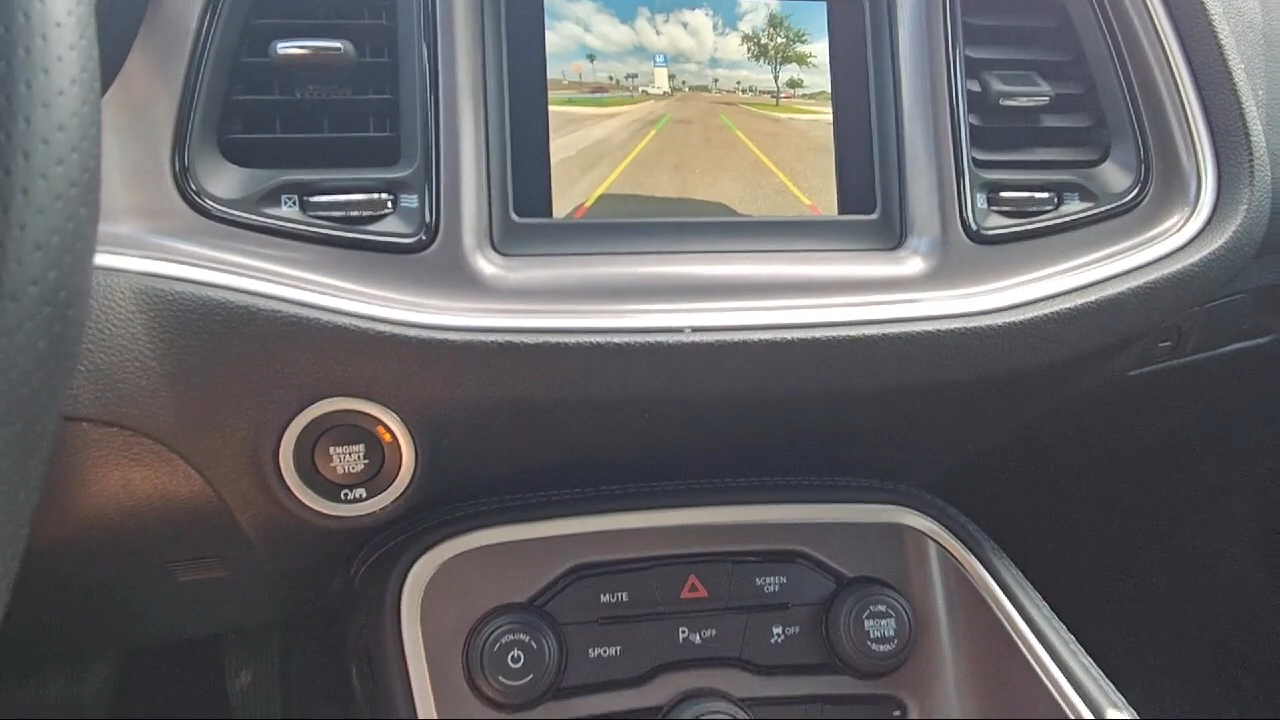 ENGINE
START
STOP
MUTE
SCREEN
OFF
VOLUME
SPORT
P OFF
OFF
TUNE
BROWSE
ENTER
SCROLL